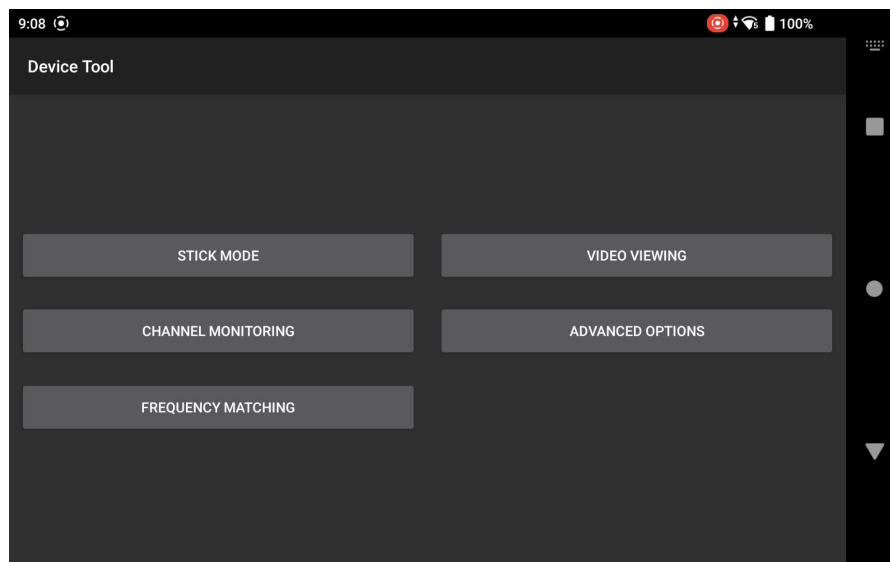 9:08 100%
Device Tool
STICK MODE VIDEO VIEWING
CHANNEL MONITORING ADVANCED OPTIONS
FREQUENCY MATCHING